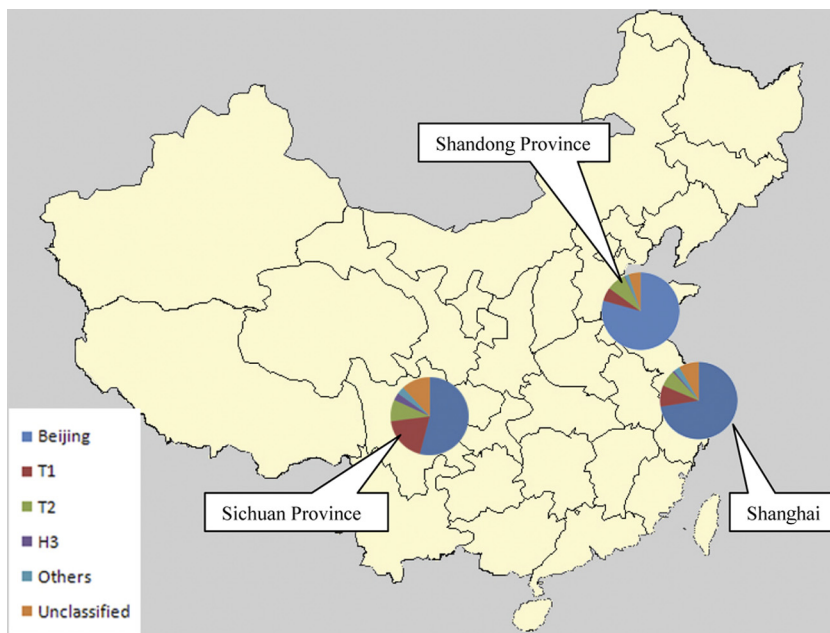 Shandong Province
Sichuan Province
Shanghai
Beijing
T1
T2
H3
Others
Unclassified